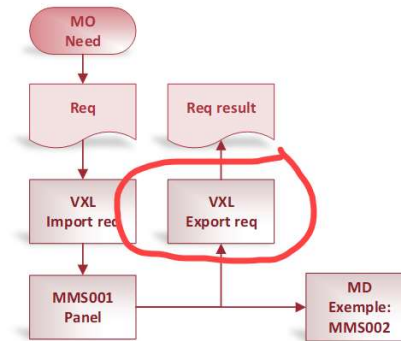 MO
Need
Req
Req result
VXL
Import req
VXL
Export req
MMS001
Panel
MD
Exemple:
MMS002